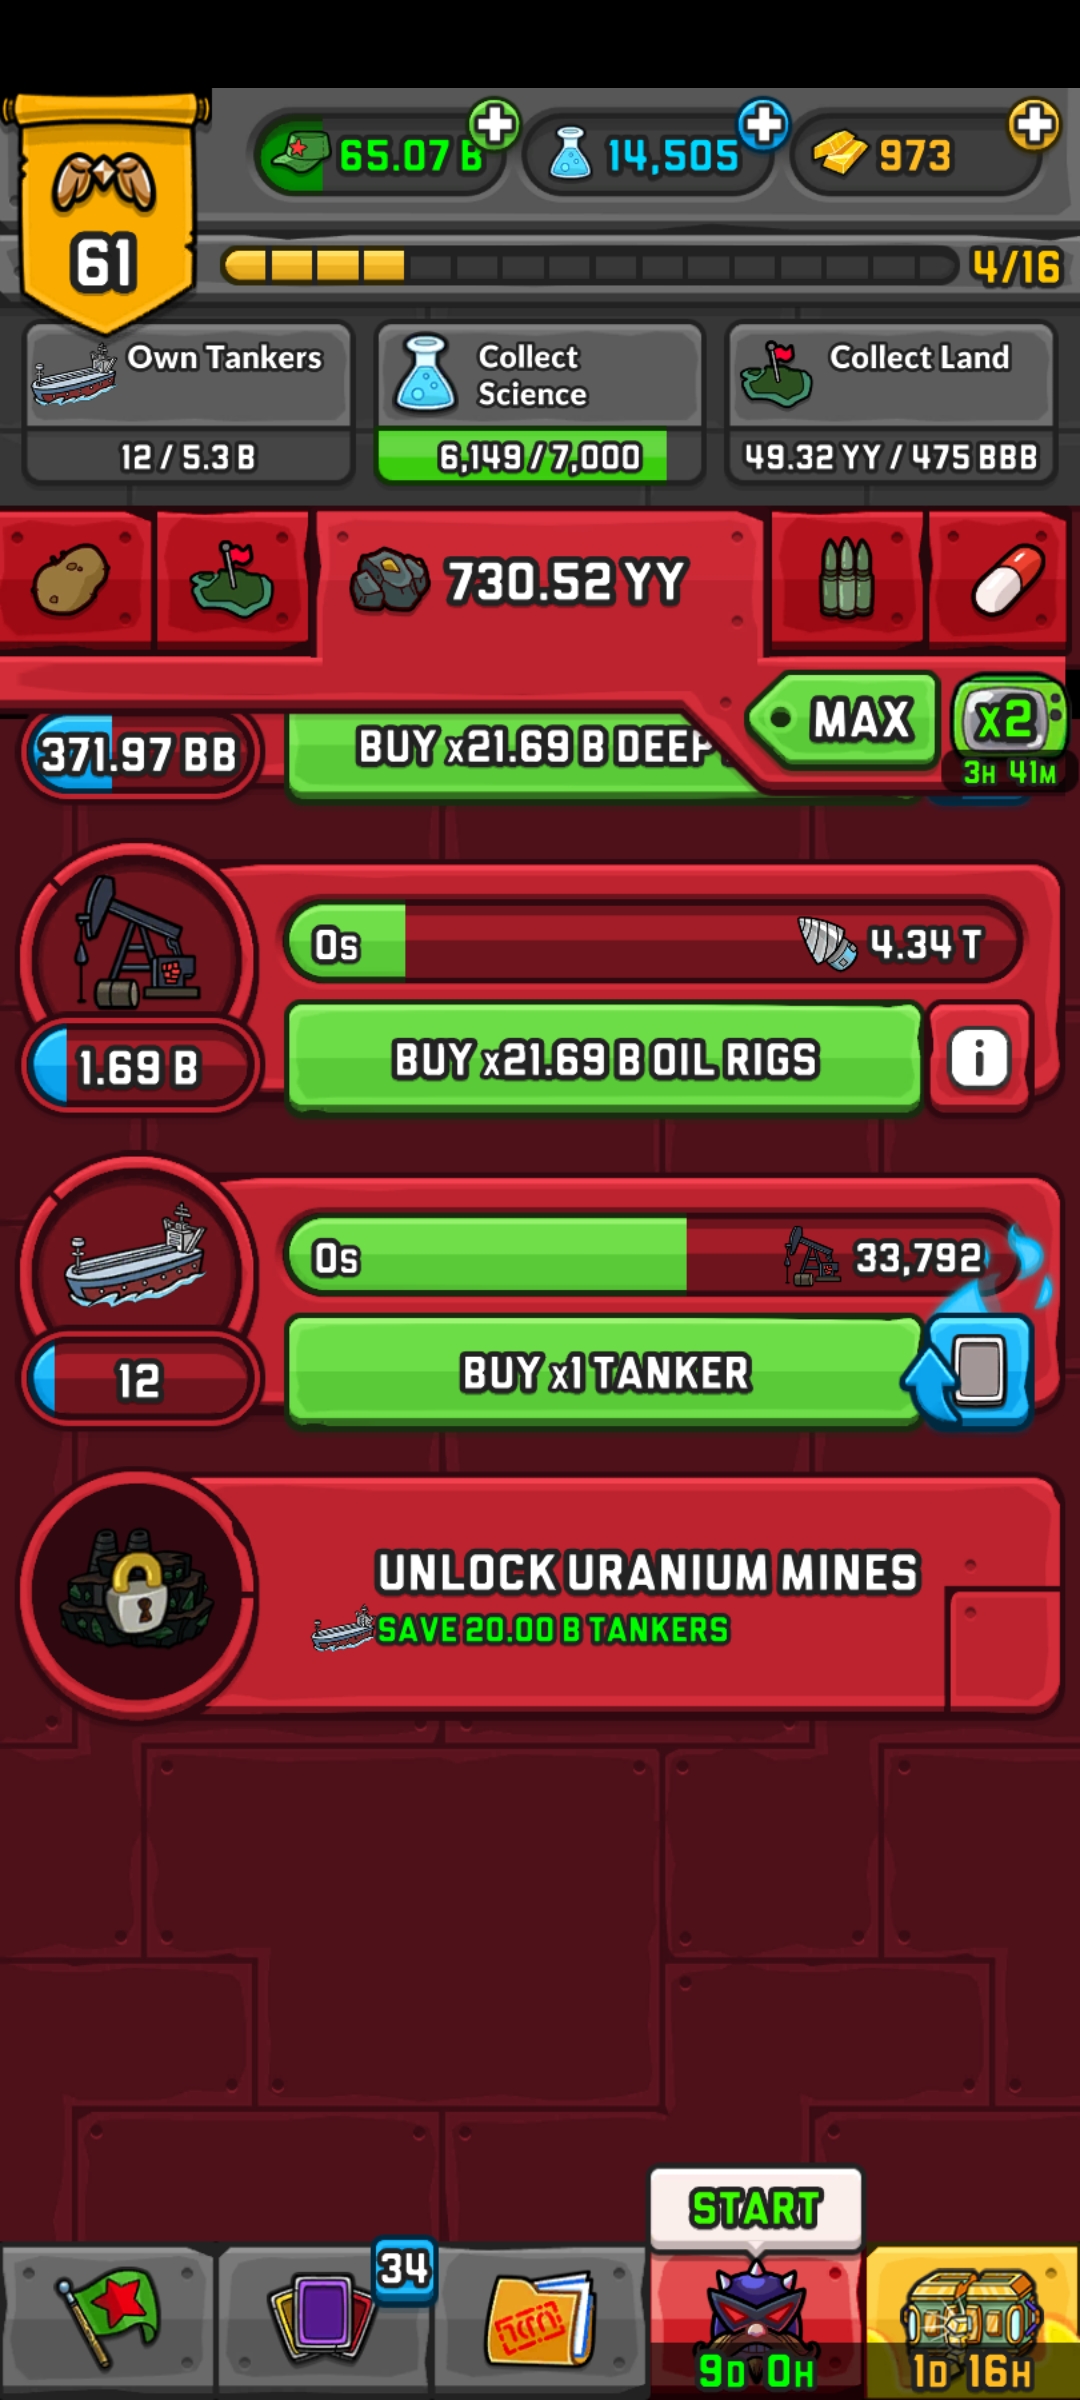 65.07 B
14,505
973
61
4/16
Own Tankers
12 / 5.3 B
Collect
Science
6,149 / 7,000
Collect Land
49.32 YY / 475 BBB
730.52 YY
MAX
x2
3H 41M
371.97 BB
BUY x21.69 B DEEP
0s
4.34 T
1.69 B
BUY x21.69 B OIL RIGS
i
0s
33,792
12
BUY x1 TANKER
UNLOCK URANIUM MINES
SAVE 20.00 B TANKERS
START
34
9D 0H
1D 16H